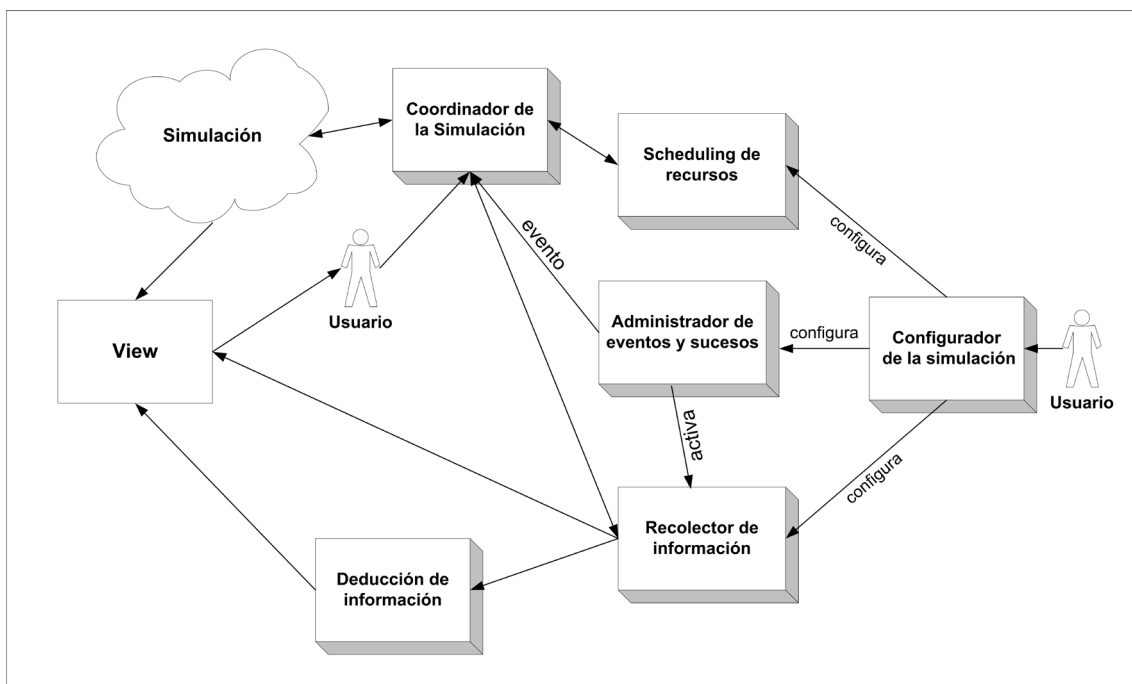 Simulación
Coordinador de
la Simulación
Scheduling de
recursos
configura
evento
Usuario
View
Administrador de
eventos y sucesos
configura
Configurador
de la simulación
Usuario
activa
configura
Recolector de
información
Deducción de
información